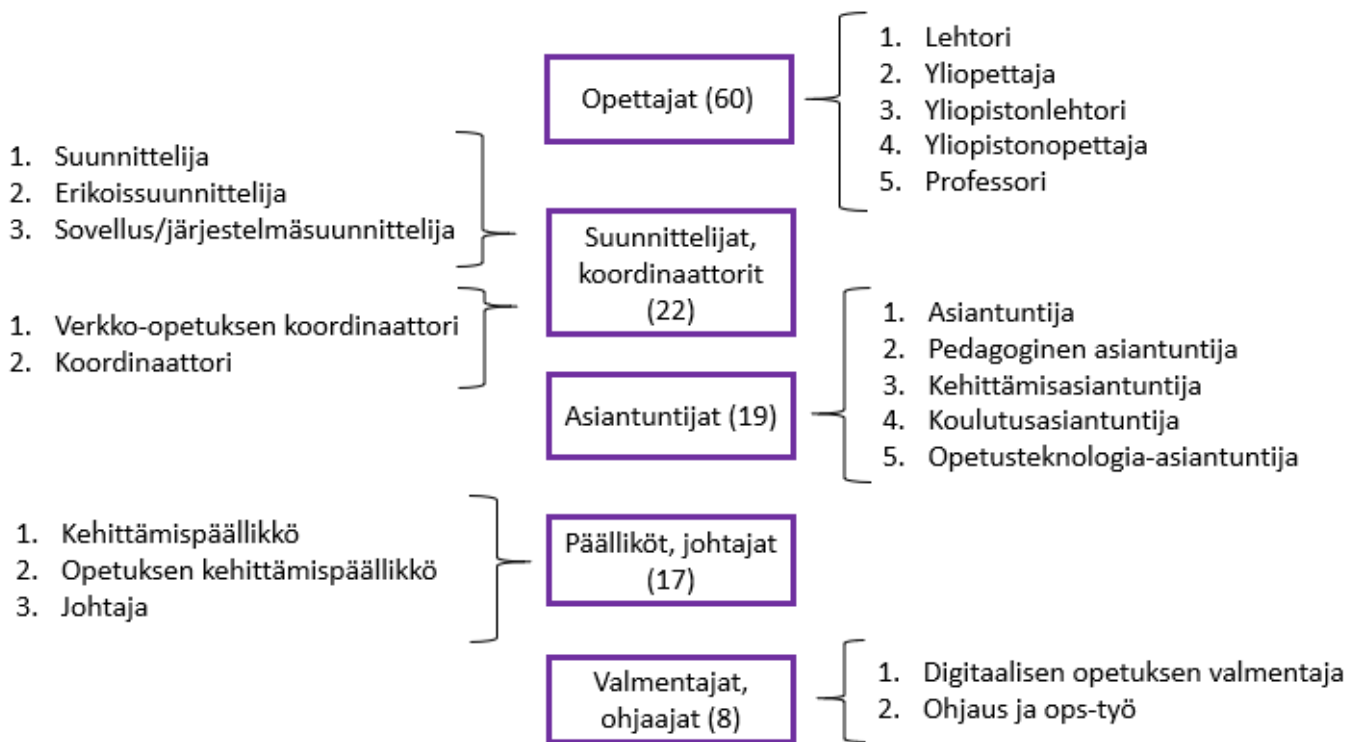 Opettajat (60)
1. Lehtori
2. Yliopettaja
3. Yliopistonlehtori
4. Yliopistonopettaja
5. Professori
1. Suunnittelija
2. Erikoissuunnittelija
3. Sovellus/järjestelmäsuunnittelija
Suunnittelijat,
koordinaattorit
(22)
1. Verkko-opetuksen koordinaattori
2. Koordinaattori
Asiantuntijat (19)
1. Asiantuntija
2. Pedagoginen asiantuntija
3. Kehittämisasiantuntija
4. Koulutusasiantuntija
5. Opetusteknologia-asiantuntija
1. Kehittämispäällikkö
2. Opetuksen kehittämispäällikkö
3. Johtaja
Päälliköt, johtajat
(17)
Valmentajat,
ohjaajat (8)
1. Digitaalisen opetuksen valmentaja
2. Ohjaus ja ops-työ